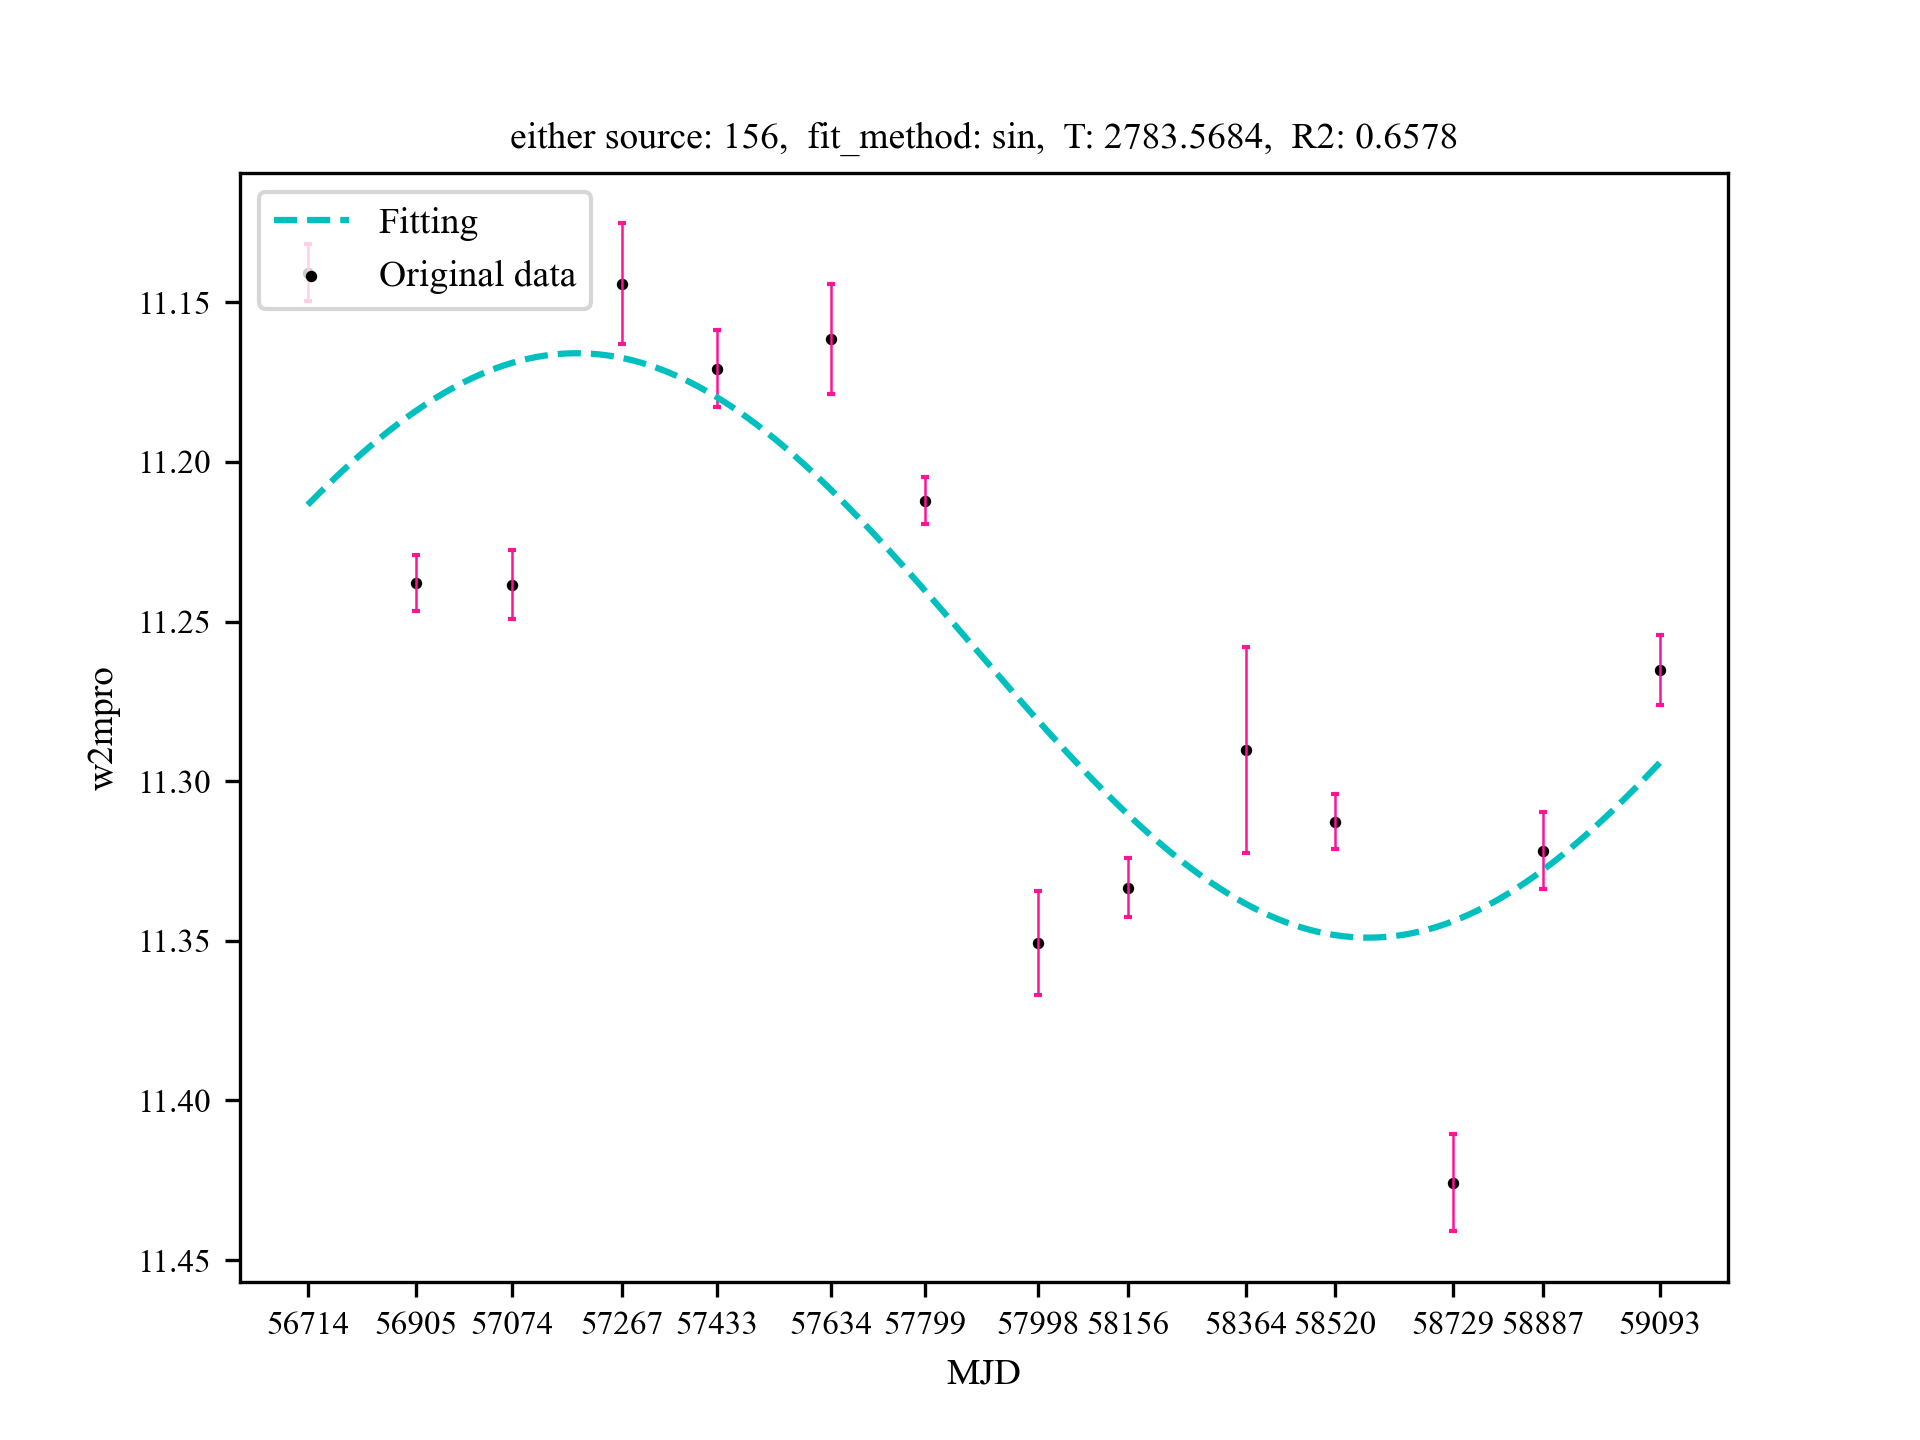 either source: 156,  fit_method: sin,  T: 2783.5684,  R2: 0.6578
Fitting
Original data
11.15
11.20
11.25
11.30
11.35
11.40
11.45
w2mpro
56714 56905 57074 57267 57433 57634 57799 57998 58156 58364 58520 58729 58887 59093
MJD